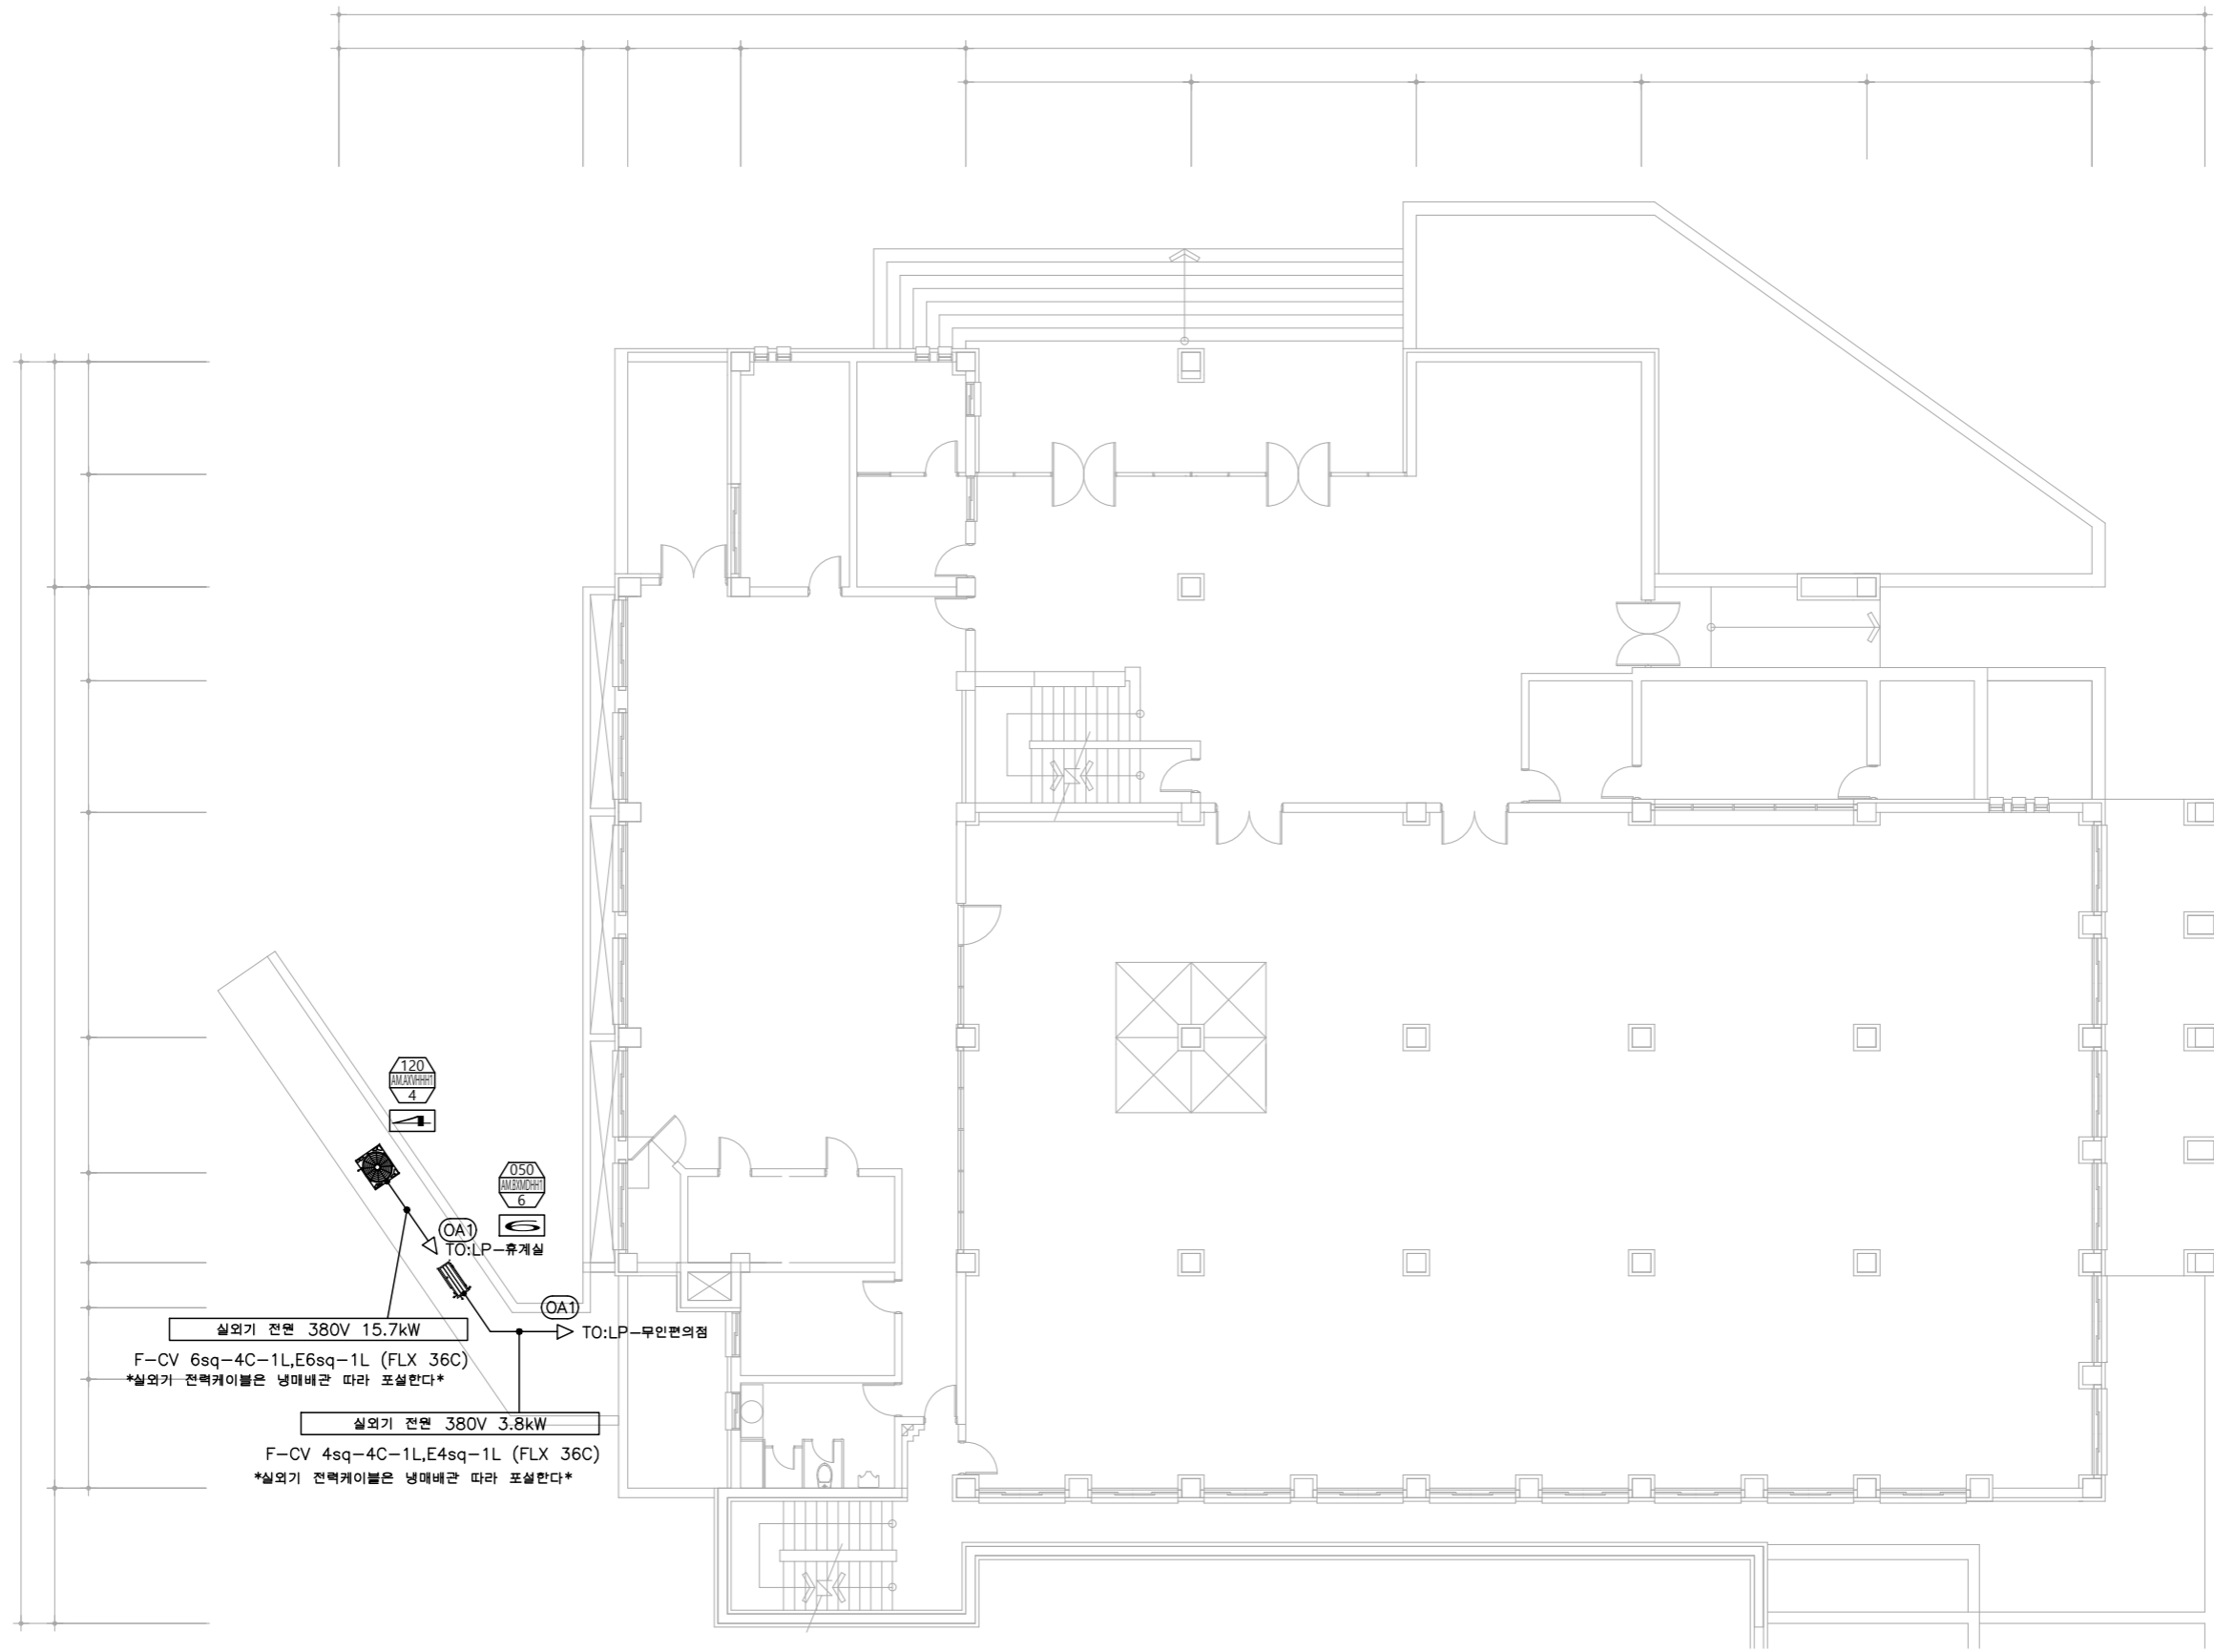 120
AM.AXVHHH1
4
050
AM.BXMDHH1
6
OA1
TO:LP-휴게실
OA1
TO:LP-무인편의점
실외기 전원 380V 15.7kW
F-CV 6sq-4C-1L,E6sq-1L (FLX 36C)
*실외기 전력케이블은 냉매배관 따라 포설한다*
실외기 전원 380V 3.8kW
F-CV 4sq-4C-1L,E4sq-1L (FLX 36C)
*실외기 전력케이블은 냉매배관 따라 포설한다*